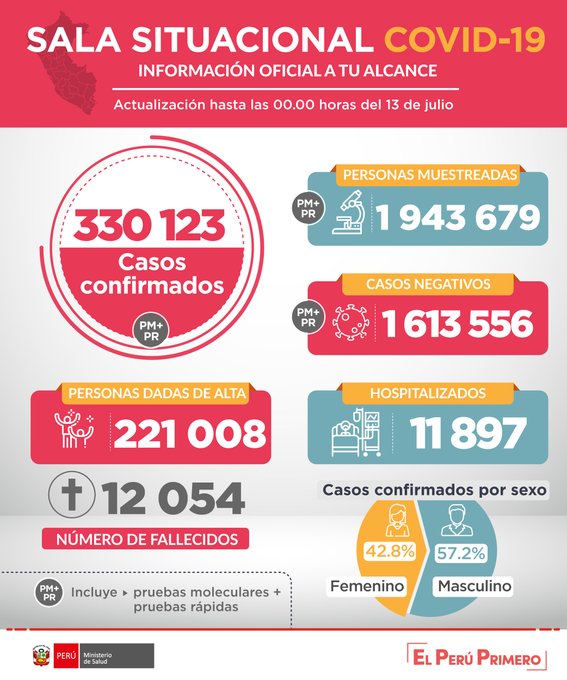 SALA SITUACIONAL COVID-19
INFORMACIÓN OFICIAL A TU ALCANCE
Actualización hasta las 00.00 horas del 13 de julio
330 123
Casos
confirmados
PM+
PR
PERSONAS MUESTREADAS
PM+
PR
1 943 679
CASOS NEGATIVOS
PM+
PR
1 613 556
PERSONAS DADAS DE ALTA
221 008
HOSPITALIZADOS
11 897
12 054
NÚMERO DE FALLECIDOS
Casos confirmados por sexo
42.8%
57.2%
Femenino
Masculino
PM+
PR
Incluye pruebas moleculares +
pruebas rápidas
PERÚ
Ministerio
de Salud
EL PERÚ PRIMERO